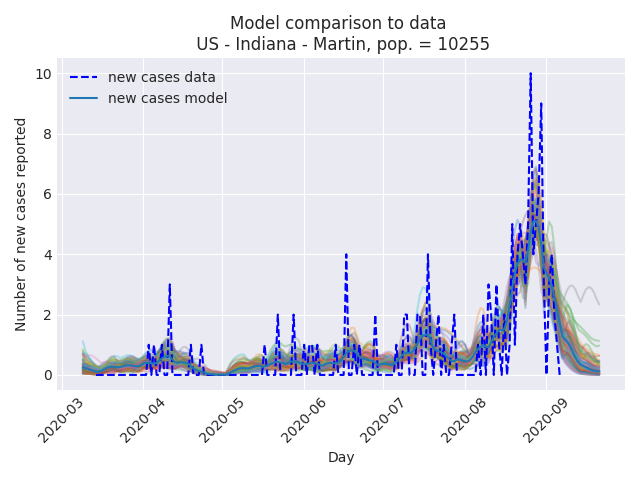 Model comparison to data
US - Indiana - Martin, pop. = 10255
new cases data
new cases model
Number of new cases reported
10
8
6
4
2
0
2020-03
2020-04
2020-05
2020-06
2020-07
2020-08
2020-09
Day